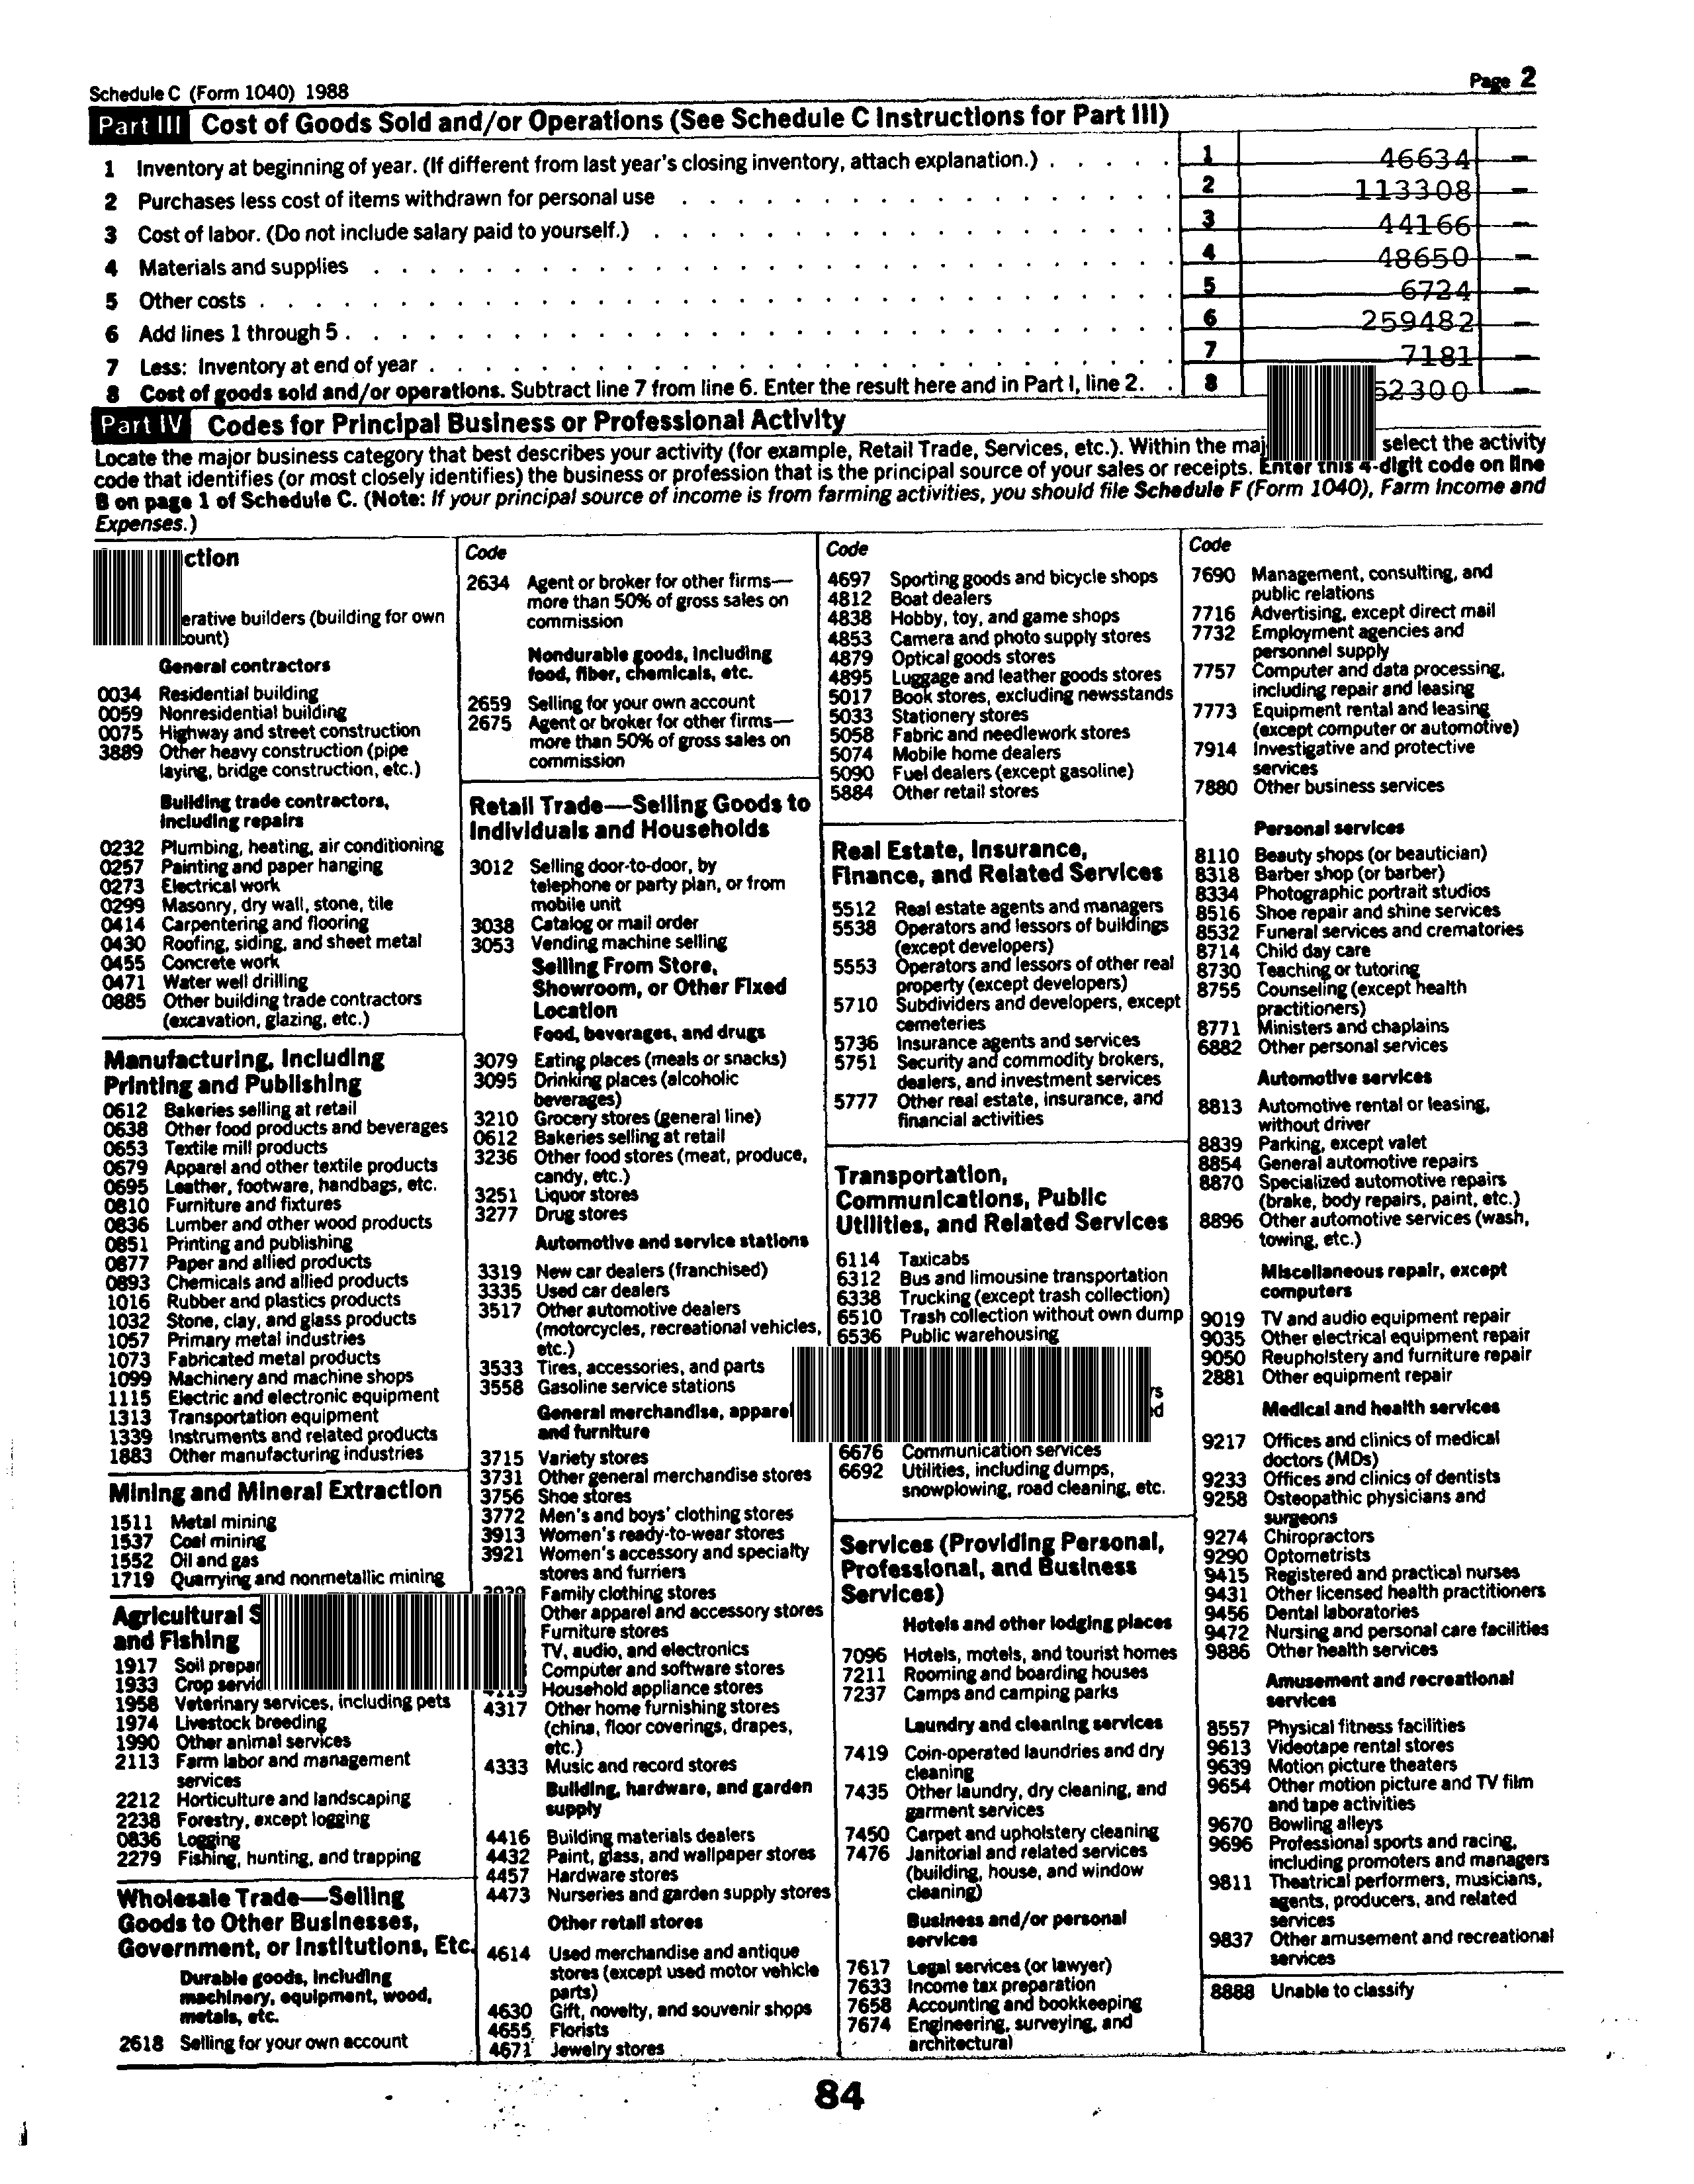 Schedule C (Form 1040) 1988
Page 2
Part III Cost of Goods Sold and/or Operations (See Schedule C Instructions for Part III)
1 Inventory at beginning of year. (If different from last year's closing inventory, attach explanation.) . . . . . 1 46634 —
2 Purchases less cost of items withdrawn for personal use . . . . . . . . . . . . . . . . . . 2 113308 —
3 Cost of labor. (Do not include salary paid to yourself.) . . . . . . . . . . . . . . . . . . . 3 44166 —
4 Materials and supplies . . . . . . . . . . . . . . . . . . . . . . . . . . . . . 4 48650 —
5 Other costs . . . . . . . . . . . . . . . . . . . . . . . . . . . . . . . . . 5 6724 —
6 Add lines 1 through 5 . . . . . . . . . . . . . . . . . . . . . . . . . . . . . . 6 259482 —
7 Less: Inventory at end of year . . . . . . . . . . . . . . . . . . . . . . . . . . . 7 7181 —
8 Cost of goods sold and/or operations. Subtract line 7 from line 6. Enter the result here and in Part I, line 2. . 8 52300 —
Part IV Codes for Principal Business or Professional Activity
Locate the major business category that best describes your activity (for example, Retail Trade, Services, etc.). Within the maj select the activity
code that identifies (or most closely identifies) the business or profession that is the principal source of your sales or receipts. Enter this 4-digit code on line
B on page 1 of Schedule C. (Note: If your principal source of income is from farming activities, you should file Schedule F (Form 1040), Farm Income and
Expenses.)
ction
erative builders (building for own
count)
General contractors
0034 Residential building
0059 Nonresidential building
0075 Highway and street construction
3889 Other heavy construction (pipe
laying, bridge construction, etc.)
Building trade contractors,
including repairs
0232 Plumbing, heating, air conditioning
0257 Painting and paper hanging
0273 Electrical work
0299 Masonry, dry wall, stone, tile
0414 Carpentering and flooring
0430 Roofing, siding, and sheet metal
0455 Concrete work
0471 Water well drilling
0885 Other building trade contractors
(excavation, glazing, etc.)
Manufacturing, Including
Printing and Publishing
0612 Bakeries selling at retail
0638 Other food products and beverages
0653 Textile mill products
0679 Apparel and other textile products
0695 Leather, footware, handbags, etc.
0810 Furniture and fixtures
0836 Lumber and other wood products
0851 Printing and publishing
0877 Paper and allied products
0893 Chemicals and allied products
1016 Rubber and plastics products
1032 Stone, clay, and glass products
1057 Primary metal industries
1073 Fabricated metal products
1099 Machinery and machine shops
1115 Electric and electronic equipment
1313 Transportation equipment
1339 Instruments and related products
1883 Other manufacturing industries
Mining and Mineral Extraction
1511 Metal mining
1537 Coal mining
1552 Oil and gas
1719 Quarrying and nonmetallic mining
Agricultural S
and Fishing
1917 Soil prepar
1933 Crop servic
1958 Veterinary services, including pets
1974 Livestock breeding
1990 Other animal services
2113 Farm labor and management
services
2212 Horticulture and landscaping
2238 Forestry, except logging
0836 Logging
2279 Fishing, hunting, and trapping
Wholesale Trade—Selling
Goods to Other Businesses,
Government, or Institutions, Etc.
Durable goods, including
machinery, equipment, wood,
metals, etc.
2618 Selling for your own account
Code
2634 Agent or broker for other firms—
more than 50% of gross sales on
commission
Nondurable goods, including
food, fiber, chemicals, etc.
2659 Selling for your own account
2675 Agent or broker for other firms—
more than 50% of gross sales on
commission
Retail Trade—Selling Goods to
Individuals and Households
3012 Selling door-to-door, by
telephone or party plan, or from
mobile unit
3038 Catalog or mail order
3053 Vending machine selling
Selling From Store,
Showroom, or Other Fixed
Location
Food, beverages, and drugs
3079 Eating places (meals or snacks)
3095 Drinking places (alcoholic
beverages)
3210 Grocery stores (general line)
0612 Bakeries selling at retail
3236 Other food stores (meat, produce,
candy, etc.)
3251 Liquor stores
3277 Drug stores
Automotive and service stations
3319 New car dealers (franchised)
3335 Used car dealers
3517 Other automotive dealers
(motorcycles, recreational vehicles,
etc.)
3533 Tires, accessories, and parts
3558 Gasoline service stations
General merchandise, apparel
and furniture
3715 Variety stores
3731 Other general merchandise stores
3756 Shoe stores
3772 Men's and boys' clothing stores
3913 Women's ready-to-wear stores
3921 Women's accessory and specialty
stores and furriers
Family clothing stores
Other apparel and accessory stores
Furniture stores
TV, audio, and electronics
Computer and software stores
Household appliance stores
4317 Other home furnishing stores
(china, floor coverings, drapes,
etc.)
4333 Music and record stores
Building, hardware, and garden
supply
4416 Building materials dealers
4432 Paint, glass, and wallpaper stores
4457 Hardware stores
4473 Nurseries and garden supply stores
Other retail stores
4614 Used merchandise and antique
stores (except used motor vehicle
parts)
4630 Gift, novelty, and souvenir shops
4655 Florists
4671 Jewelry stores
Code
4697 Sporting goods and bicycle shops
4812 Boat dealers
4838 Hobby, toy, and game shops
4853 Camera and photo supply stores
4879 Optical goods stores
4895 Luggage and leather goods stores
5017 Book stores, excluding newsstands
5033 Stationery stores
5058 Fabric and needlework stores
5074 Mobile home dealers
5090 Fuel dealers (except gasoline)
5884 Other retail stores
Real Estate, Insurance,
Finance, and Related Services
5512 Real estate agents and managers
5538 Operators and lessors of buildings
(except developers)
5553 Operators and lessors of other real
property (except developers)
5710 Subdividers and developers, except
cemeteries
5736 Insurance agents and services
5751 Security and commodity brokers,
dealers, and investment services
5777 Other real estate, insurance, and
financial activities
Transportation,
Communications, Public
Utilities, and Related Services
6114 Taxicabs
6312 Bus and limousine transportation
6338 Trucking (except trash collection)
6510 Trash collection without own dump
6536 Public warehousing
rs
ed
6676 Communication services
6692 Utilities, including dumps,
snowplowing, road cleaning, etc.
Services (Providing Personal,
Professional, and Business
Services)
Hotels and other lodging places
7096 Hotels, motels, and tourist homes
7211 Rooming and boarding houses
7237 Camps and camping parks
Laundry and cleaning services
7419 Coin-operated laundries and dry
cleaning
7435 Other laundry, dry cleaning, and
garment services
7450 Carpet and upholstery cleaning
7476 Janitorial and related services
(building, house, and window
cleaning)
Business and/or personal
services
7617 Legal services (or lawyer)
7633 Income tax preparation
7658 Accounting and bookkeeping
7674 Engineering, surveying, and
architectural
Code
7690 Management, consulting, and
public relations
7716 Advertising, except direct mail
7732 Employment agencies and
personnel supply
7757 Computer and data processing,
including repair and leasing
7773 Equipment rental and leasing
(except computer or automotive)
7914 Investigative and protective
services
7880 Other business services
Personal services
8110 Beauty shops (or beautician)
8318 Barber shop (or barber)
8334 Photographic portrait studios
8516 Shoe repair and shine services
8532 Funeral services and crematories
8714 Child day care
8730 Teaching or tutoring
8755 Counseling (except health
practitioners)
8771 Ministers and chaplains
6882 Other personal services
Automotive services
8813 Automotive rental or leasing,
without driver
8839 Parking, except valet
8854 General automotive repairs
8870 Specialized automotive repairs
(brake, body repairs, paint, etc.)
8896 Other automotive services (wash,
towing, etc.)
Miscellaneous repair, except
computers
9019 TV and audio equipment repair
9035 Other electrical equipment repair
9050 Reupholstery and furniture repair
2881 Other equipment repair
Medical and health services
9217 Offices and clinics of medical
doctors (MDs)
9233 Offices and clinics of dentists
9258 Osteopathic physicians and
surgeons
9274 Chiropractors
9290 Optometrists
9415 Registered and practical nurses
9431 Other licensed health practitioners
9456 Dental laboratories
9472 Nursing and personal care facilities
9886 Other health services
Amusement and recreational
services
8557 Physical fitness facilities
9613 Videotape rental stores
9639 Motion picture theaters
9654 Other motion picture and TV film
and tape activities
9670 Bowling alleys
9696 Professional sports and racing,
including promoters and managers
9811 Theatrical performers, musicians,
agents, producers, and related
services
9837 Other amusement and recreational
services
8888 Unable to classify
84